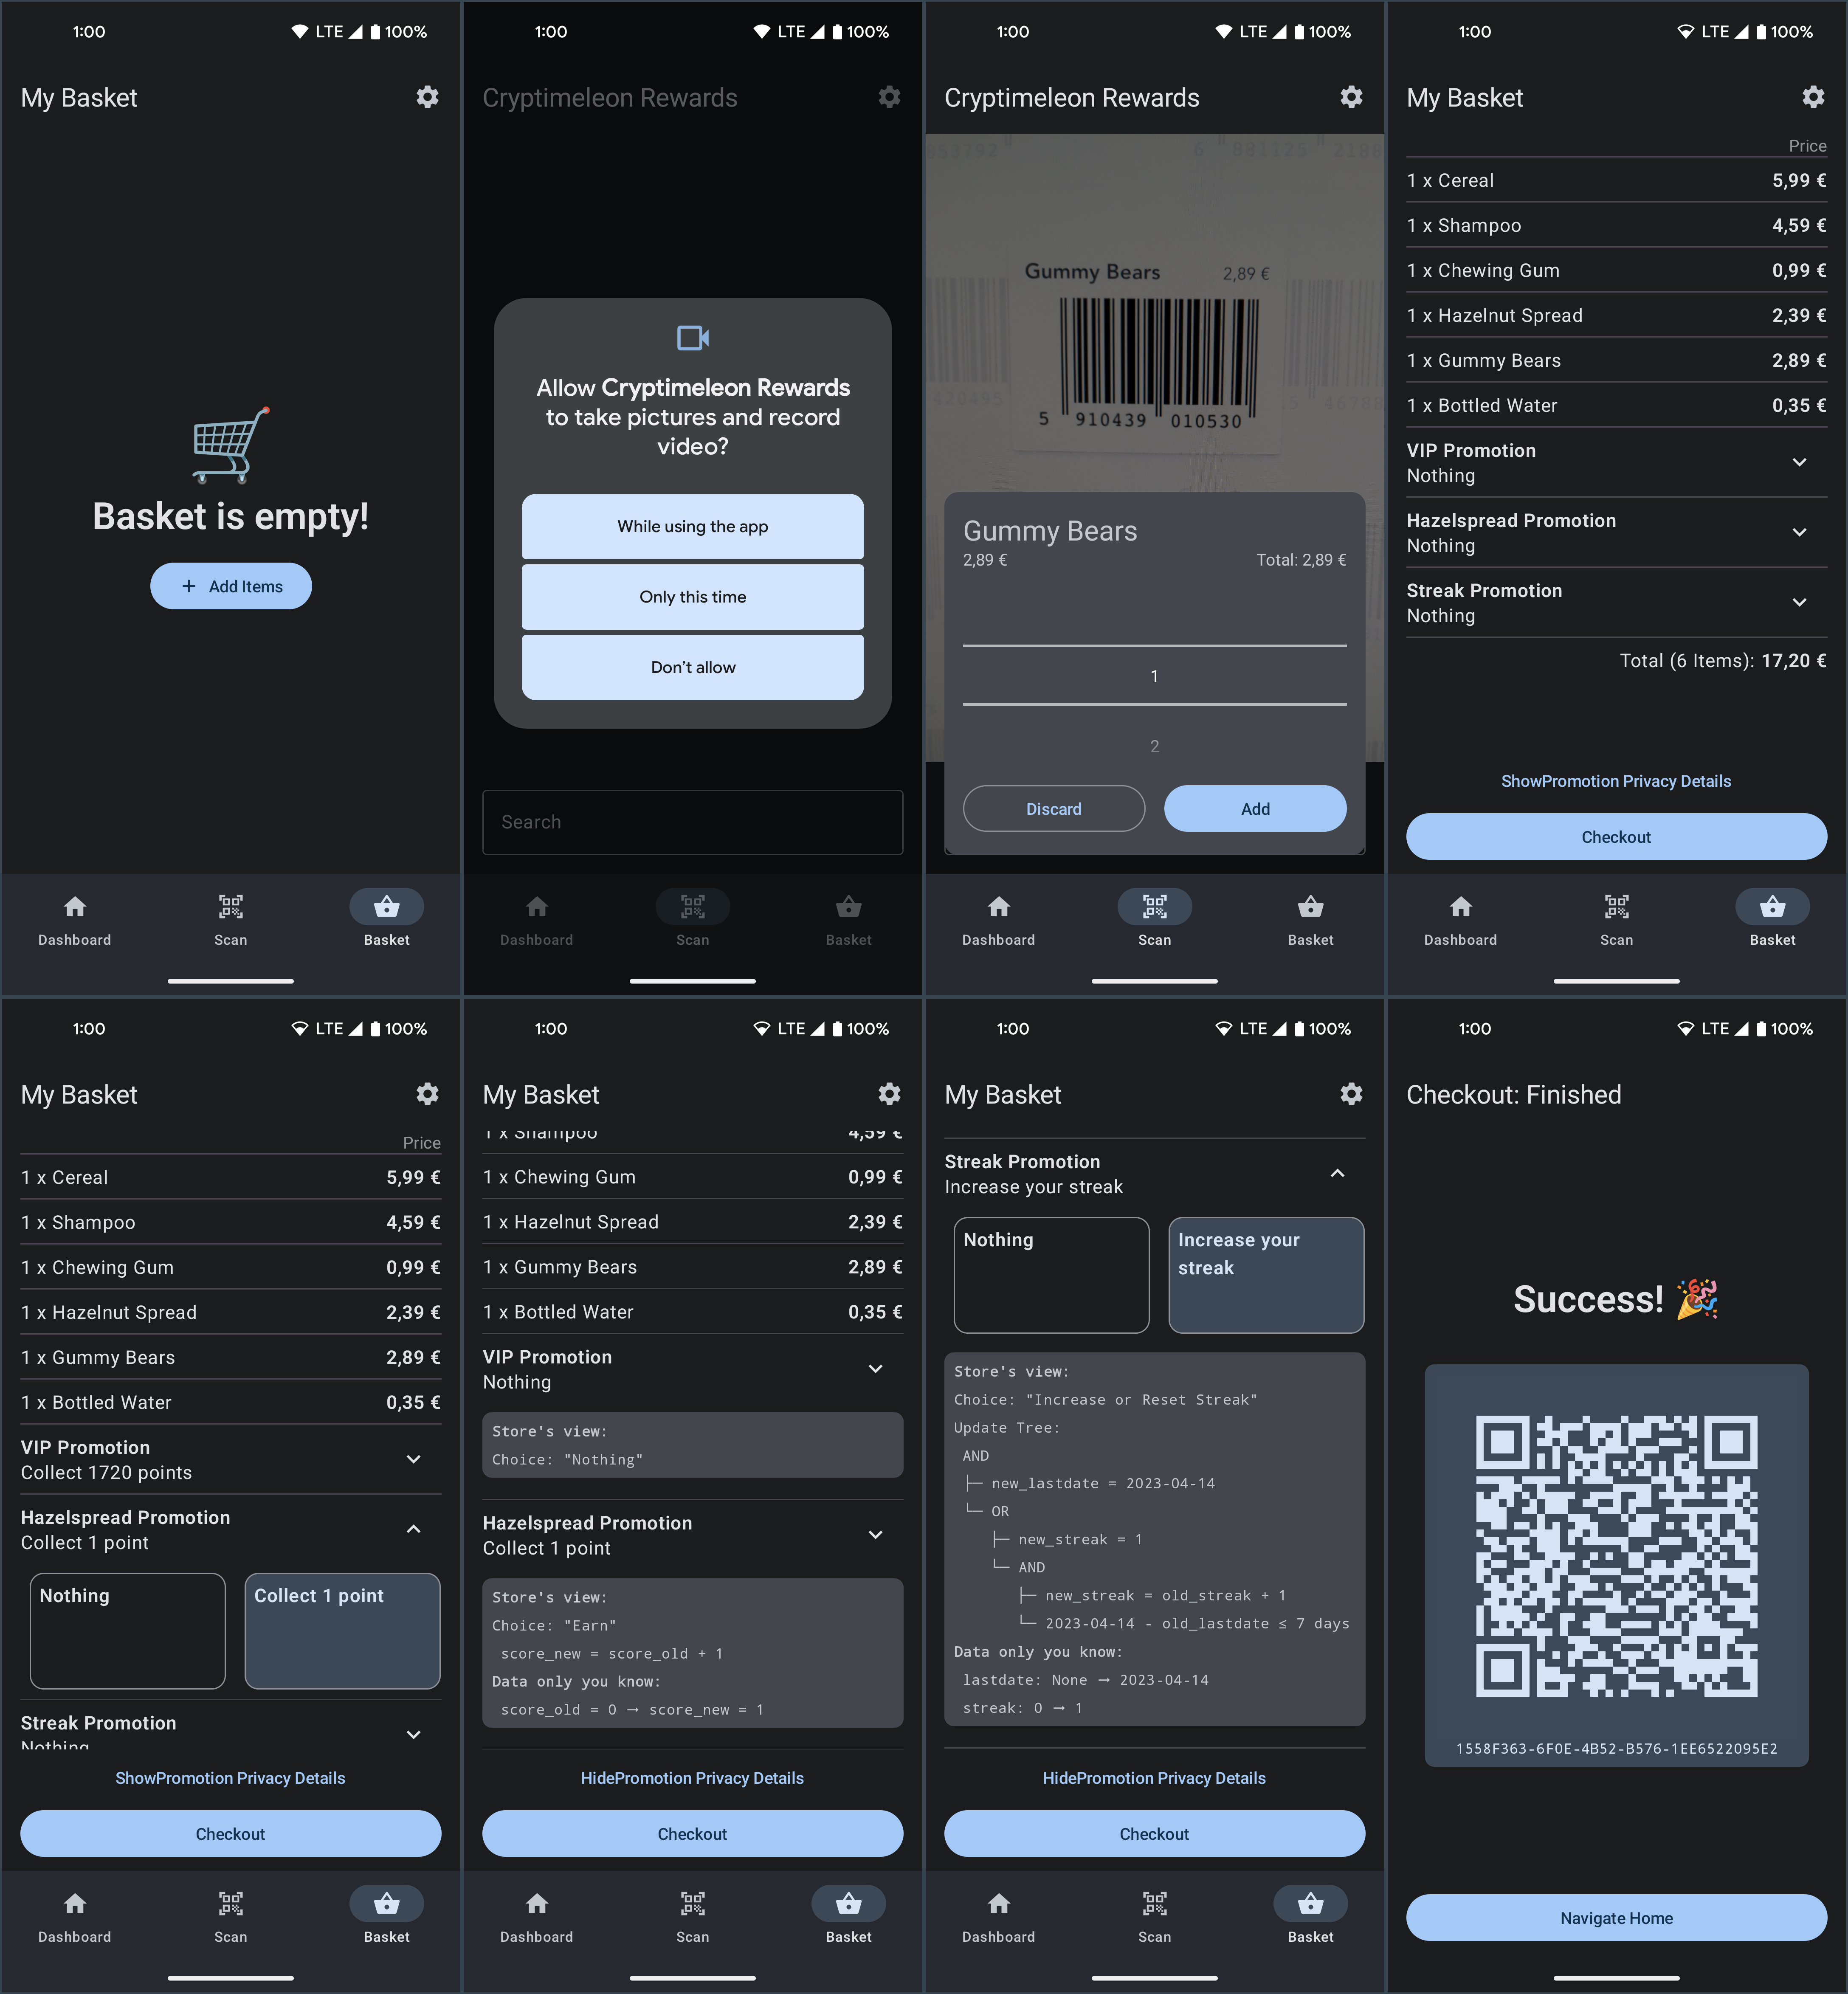 1:00 LTE 100%
My Basket
Basket is empty!
+ Add Items
Dashboard Scan Basket
1:00 LTE 100%
Cryptimeleon Rewards
Allow Cryptimeleon Rewards
to take pictures and record
video?
While using the app
Only this time
Don't allow
Search
Dashboard Scan Basket
1:00 LTE 100%
Cryptimeleon Rewards
853792 6 881125 2188
Gummy Bears 2,89 €
420495 5 46788
5 910439 010530
Gummy Bears
2,89 € Total: 2,89 €
1
2
Discard Add
Dashboard Scan Basket
1:00 LTE 100%
My Basket
Price
1 x Cereal 5,99 €
1 x Shampoo 4,59 €
1 x Chewing Gum 0,99 €
1 x Hazelnut Spread 2,39 €
1 x Gummy Bears 2,89 €
1 x Bottled Water 0,35 €
VIP Promotion
Nothing
Hazelspread Promotion
Nothing
Streak Promotion
Nothing
Total (6 Items): 17,20 €
ShowPromotion Privacy Details
Checkout
Dashboard Scan Basket
1:00 LTE 100%
My Basket
Price
1 x Cereal 5,99 €
1 x Shampoo 4,59 €
1 x Chewing Gum 0,99 €
1 x Hazelnut Spread 2,39 €
1 x Gummy Bears 2,89 €
1 x Bottled Water 0,35 €
VIP Promotion
Collect 1720 points
Hazelspread Promotion
Collect 1 point
Nothing Collect 1 point
Streak Promotion
Nothing
ShowPromotion Privacy Details
Checkout
Dashboard Scan Basket
1:00 LTE 100%
My Basket
1 x Shampoo 4,59 €
1 x Chewing Gum 0,99 €
1 x Hazelnut Spread 2,39 €
1 x Gummy Bears 2,89 €
1 x Bottled Water 0,35 €
VIP Promotion
Nothing
Store's view:
Choice: "Nothing"
Hazelspread Promotion
Collect 1 point
Store's view:
Choice: "Earn"
score_new = score_old + 1
Data only you know:
score_old = 0 → score_new = 1
HidePromotion Privacy Details
Checkout
Dashboard Scan Basket
1:00 LTE 100%
My Basket
Streak Promotion
Increase your streak
Nothing Increase your
streak
Store's view:
Choice: "Increase or Reset Streak"
Update Tree:
AND
├─ new_lastdate = 2023-04-14
└─ OR
├─ new_streak = 1
└─ AND
├─ new_streak = old_streak + 1
└─ 2023-04-14 - old_lastdate ≤ 7 days
Data only you know:
lastdate: None → 2023-04-14
streak: 0 → 1
HidePromotion Privacy Details
Checkout
Dashboard Scan Basket
1:00 LTE 100%
Checkout: Finished
Success!
1558F363-6F0E-4B52-B576-1EE6522095E2
Navigate Home